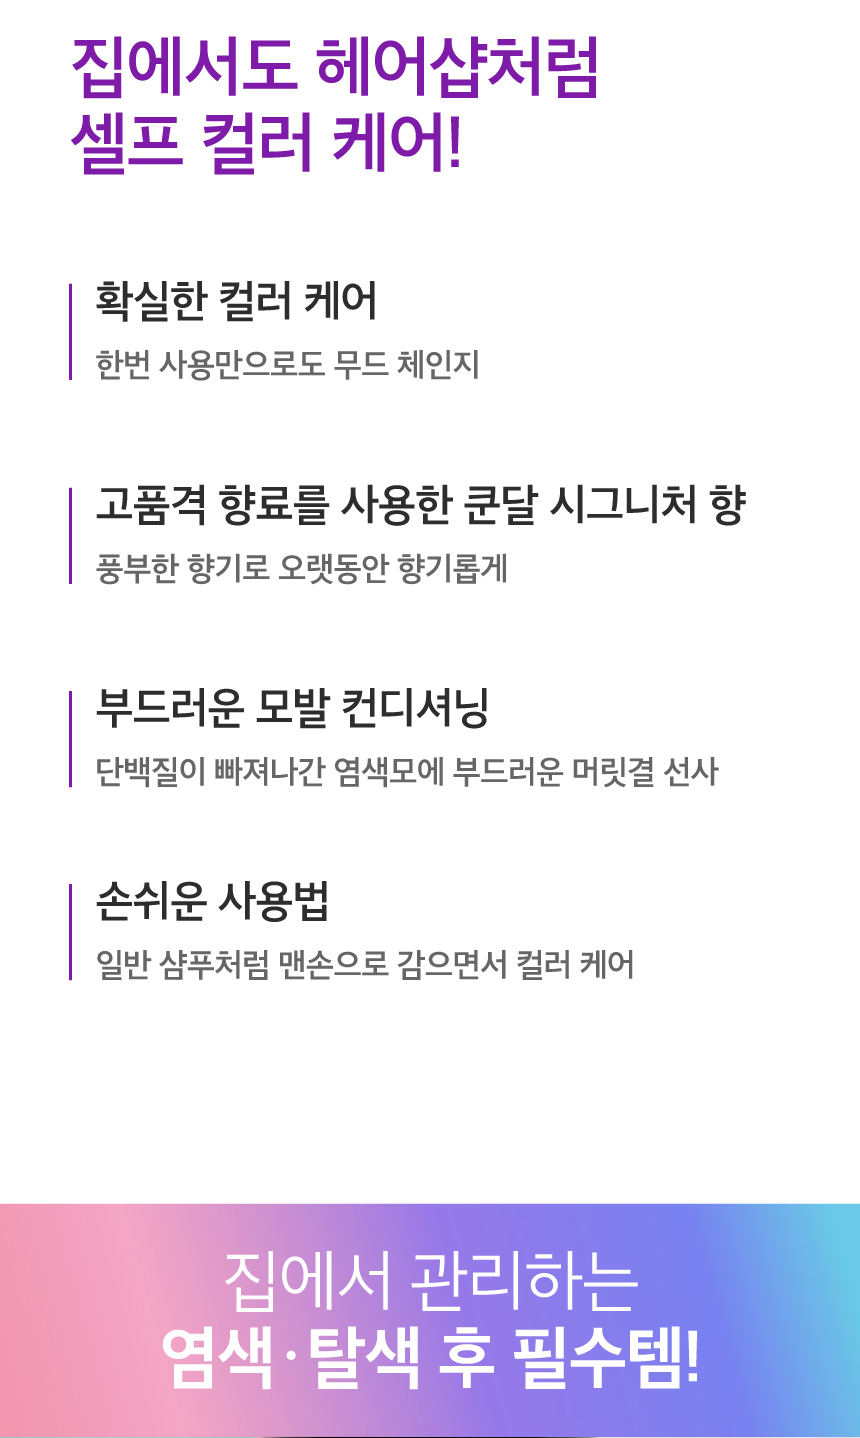 집에서도 헤어샵처럼
셀프 컬러 케어!
확실한 컬러 케어
한번 사용만으로도 무드 체인지
고품격 향료를 사용한 쿤달 시그니처 향
풍부한 향기로 오랫동안 향기롭게
부드러운 모발 컨디셔닝
단백질이 빠져나간 염색모에 부드러운 머릿결 선사
손쉬운 사용법
일반 샴푸처럼 맨손으로 감으면서 컬러 케어
집에서 관리하는
염색·탈색 후 필수템!